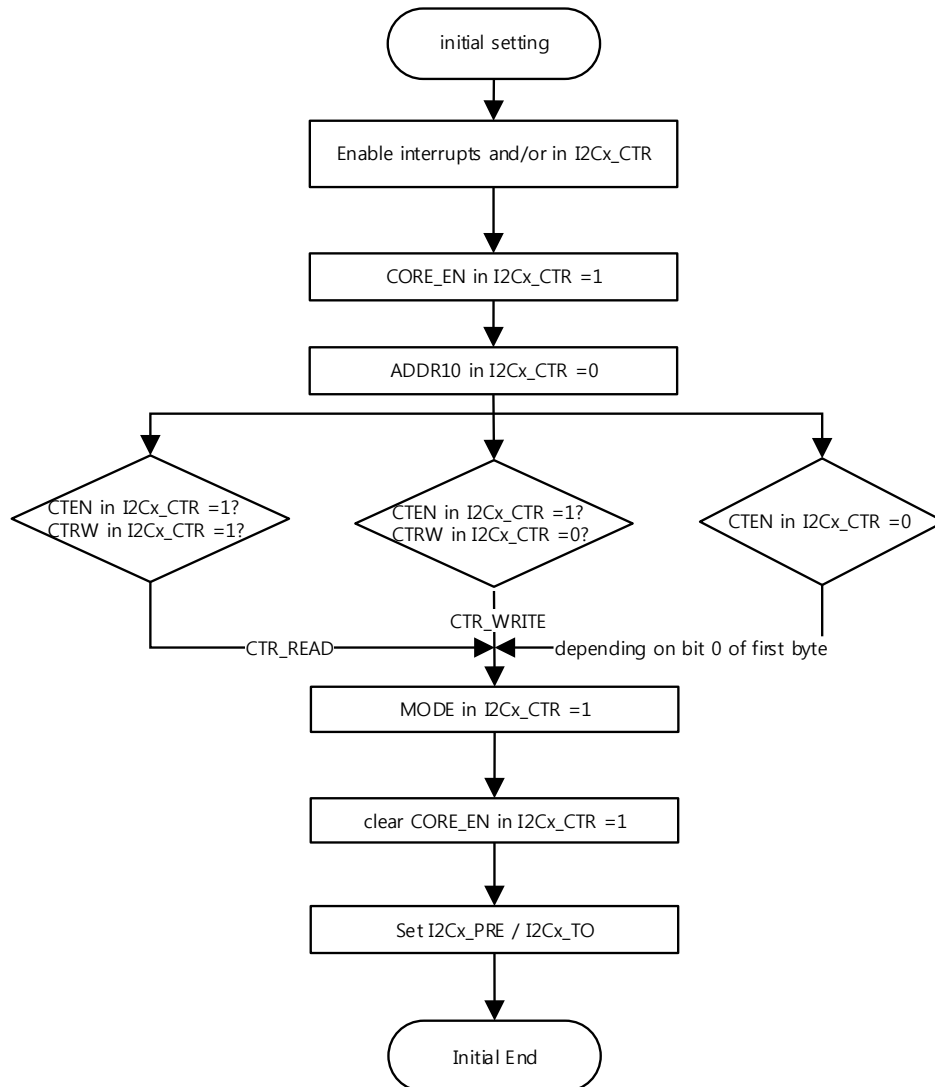 initial setting
Enable interrupts and/or in I2Cx_CTR
CORE_EN in I2Cx_CTR =1
ADDR10 in I2Cx_CTR =0
CTEN in I2Cx_CTR =1?
CTRW in I2Cx_CTR =1?
CTEN in I2Cx_CTR =1?
CTRW in I2Cx_CTR =0?
CTEN in I2Cx_CTR =0
CTR_READ
CTR_WRITE
depending on bit 0 of first byte
MODE in I2Cx_CTR =1
clear CORE_EN in I2Cx_CTR =1
Set I2Cx_PRE / I2Cx_TO
Initial End